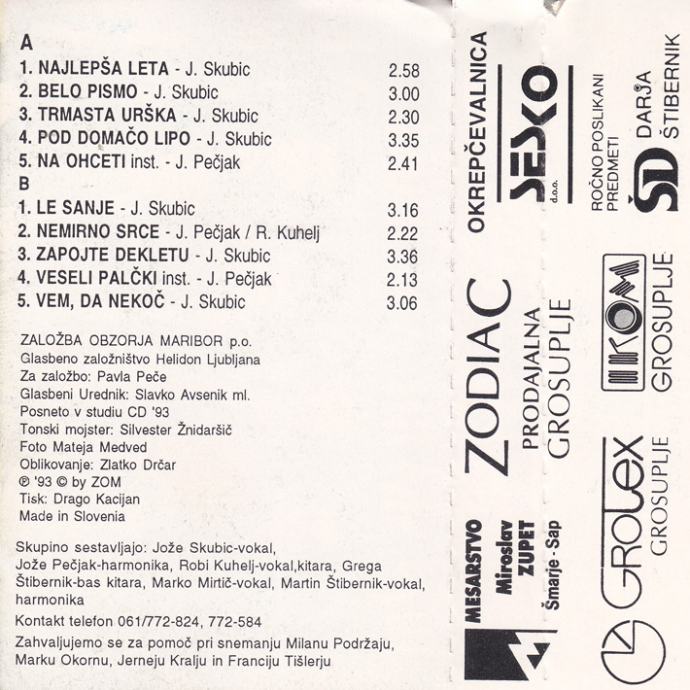 A
1. NAJLEPŠA LETA - J. Skubic 2.58
2. BELO PISMO - J. Skubic 3.00
3. TRMASTA URŠKA - J. Skubic 2.30
4. POD DOMAČO LIPO - J. Skubic 3.35
5. NA OHCETI inst. - J. Pečjak 2.41
B
1. LE SANJE - J. Skubic 3.16
2. NEMIRNO SRCE - J. Pečjak / R. Kuhelj 2.22
3. ZAPOJTE DEKLETU - J. Skubic 3.36
4. VESELI PALČKI inst. - J. Pečjak 2.13
5. VEM, DA NEKOČ - J. Skubic 3.06
ZALOŽBA OBZORJA MARIBOR p.o.
Glasbeno založništvo Helidon Ljubljana
Za založbo: Pavla Peče
Glasbeni Urednik: Slavko Avsenik ml.
Posneto v studiu CD '93
Tonski mojster: Silvester Žnidaršič
Foto Mateja Medved
Oblikovanje: Zlatko Drčar
℗ '93 © by ZOM
Tisk: Drago Kacijan
Made in Slovenia
Skupino sestavljajo: Jože Skubic-vokal,
Jože Pečjak-harmonika, Robi Kuhelj-vokal,kitara, Grega
Štibernik-bas kitara, Marko Mirtič-vokal, Martin Štibernik-vokal,
harmonika
Kontakt telefon 061/772-824, 772-584
Zahvaljujemo se za pomoč pri snemanju Milanu Podržaju,
Marku Okornu, Jerneju Kralju in Franciju Tišlerju
OKREPČEVALNICA
SESKO
d.o.o.
ZODIAC
PRODAJALNA
GROSUPLJE
MESARSTVO
Miroslav
ZUPET
Šmarje - Sap
ROČNO POSLIKANI
PREDMETI
ŠD
DARJA
ŠTIBERNIK
IKOM
GROSUPLJE
GROLEX
GROSUPLJE